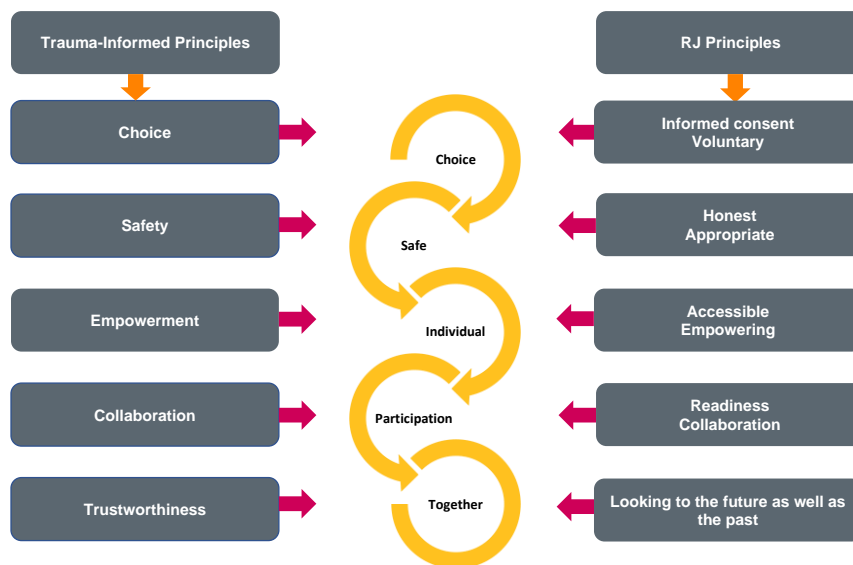 Trauma-Informed Principles
RJ Principles
Choice
Choice
Informed consent
Voluntary
Safety
Safe
Honest
Appropriate
Empowerment
Individual
Accessible
Empowering
Collaboration
Participation
Readiness
Collaboration
Trustworthiness
Together
Looking to the future as well as
the past